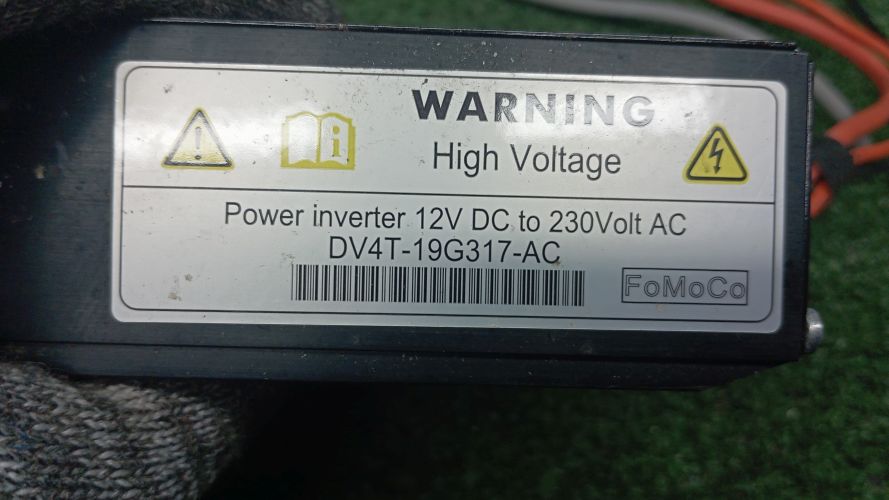 WARNING
High Voltage
Power inverter 12V DC to 230Volt AC
DV4T-19G317-AC
FoMoCo